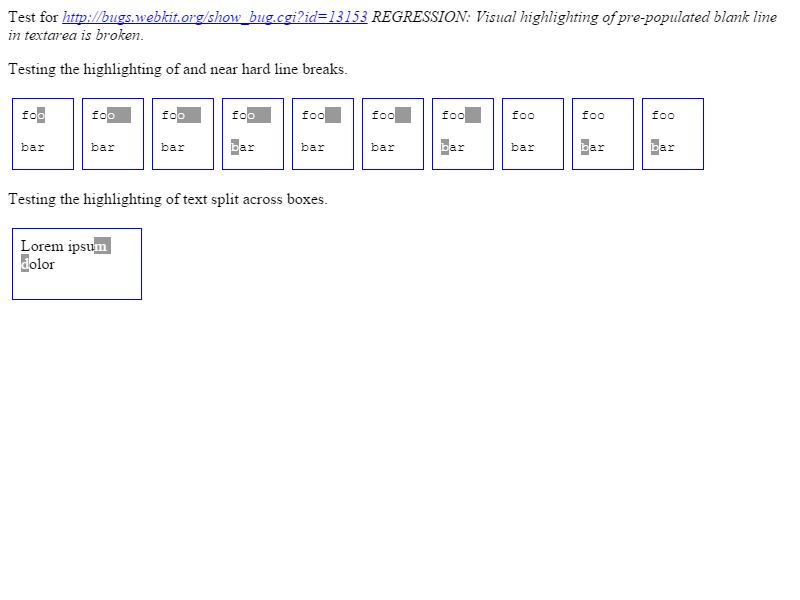 Test for http://bugs.webkit.org/show_bug.cgi?id=13153 REGRESSION: Visual highlighting of pre-populated blank line
in textarea is broken.
Testing the highlighting of and near hard line breaks.
foo foo foo foo foo foo foo foo foo foo
bar bar bar bar bar bar bar bar bar bar
Testing the highlighting of text split across boxes.
Lorem ipsum
dolor